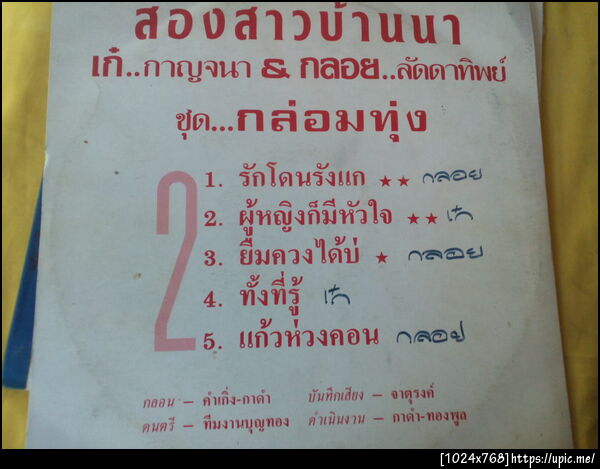 สองสาวบ้านนา
เก๋..กาญจนา & กลอย..ลัดดาทิพย์
ชุด...กล่อมทุ่ง
2
1. รักโดนรังแก ★★ กลอย
2. ผู้หญิงก็มีหัวใจ ★★ เก๋
3. ยืมควงได้บ่ ★ กลอย
4. ทั้งที่รู้ เก๋
5. แก้วห่วงคอน กลอย
กลอน – คำเกิ่ง-กาดำ บันทึกเสียง – จาตุรงค์
ดนตรี – ทีมงานบุญทอง ดำเนินงาน – กาดำ-ทองพูล
[1024x768]https://upic.me/